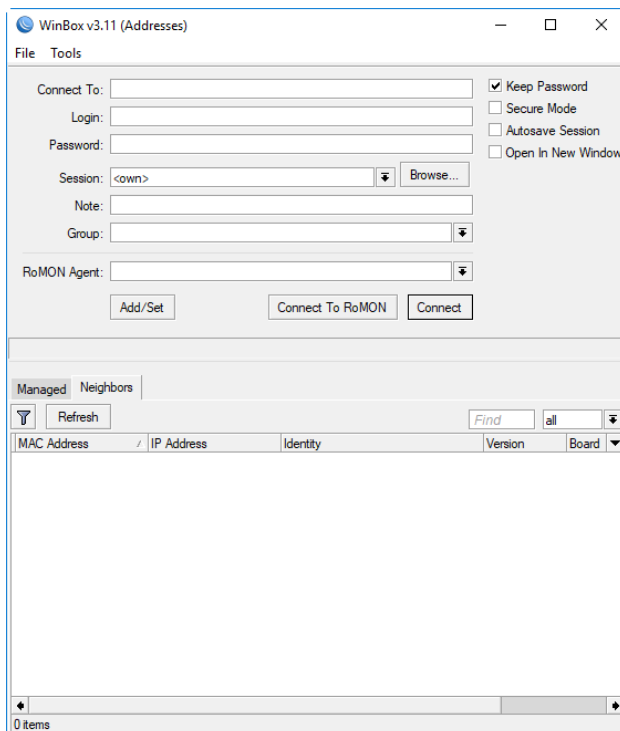 WinBox v3.11 (Addresses)
File Tools
Connect To:
Keep Password
Login:
Secure Mode
Password:
Autosave Session
Open In New Window
Session: <own> Browse...
Note:
Group:
RoMON Agent:
Add/Set Connect To RoMON Connect
Managed Neighbors
Refresh Find all
MAC Address IP Address Identity Version Board
0 items